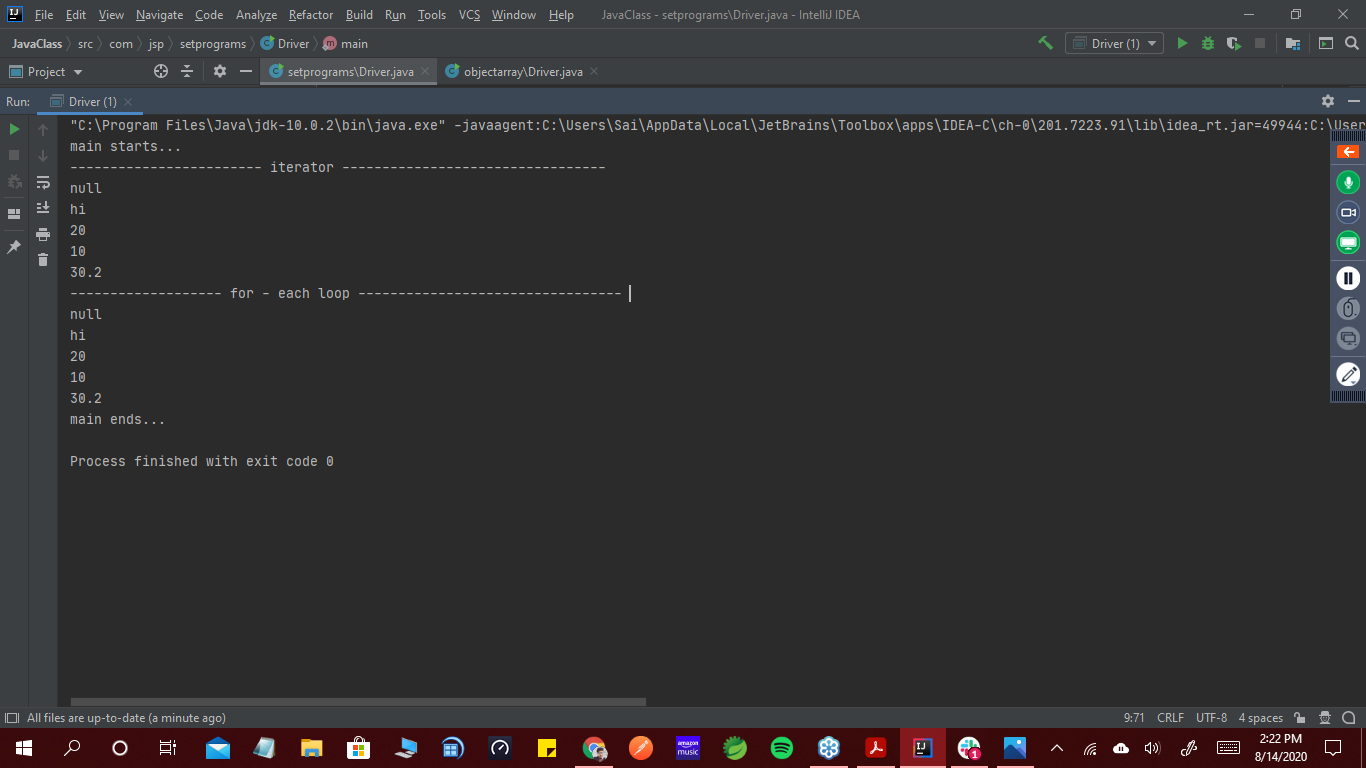 File Edit View Navigate Code Analyze Refactor Build Run Tools VCS Window Help JavaClass - setprograms\Driver.java - IntelliJ IDEA
JavaClass src com jsp setprograms Driver main Driver (1)
Project setprograms\Driver.java objectarray\Driver.java
Run: Driver (1)
"C:\Program Files\Java\jdk-10.0.2\bin\java.exe" -javaagent:C:\Users\Sai\AppData\Local\JetBrains\Toolbox\apps\IDEA-C\ch-0\201.7223.91\lib\idea_rt.jar=49944:C:\User
main starts...
------------------------ iterator ---------------------------------
null
hi
20
10
30.2
------------------- for - each loop ---------------------------------
null
hi
20
10
30.2
main ends...
Process finished with exit code 0
All files are up-to-date (a minute ago) 9:71 CRLF UTF-8 4 spaces
amazon music 1 IJ 2:22 PM
8/14/2020